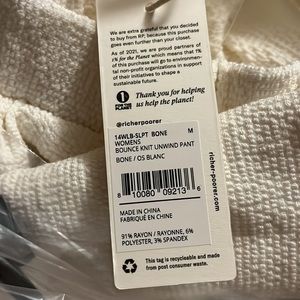 We are extra grateful that you decided
to buy from RP, because this purchase
goes even further than your closet.
As of 2021, we are proud partners of
1% for the Planet which means that 1%
of this purchase will go to environmen-
tal non-profit organizations in support
of their initiatives to shape a
sustainable future.
Thank you for helping
us help the planet!
@richerpoorer
14WLB-SLPT BONE M
WOMENS
BOUNCE KNIT UNWIND PANT
BONE / OS BLANC
8 10080 09213 6
MADE IN CHINA
FABRIQUÉ EN CHINE
91% RAYON / RAYONNE, 6%
POLYESTER, 3% SPANDEX
richer-poorer.com
This tag is recycleable and made
from post consumer waste.